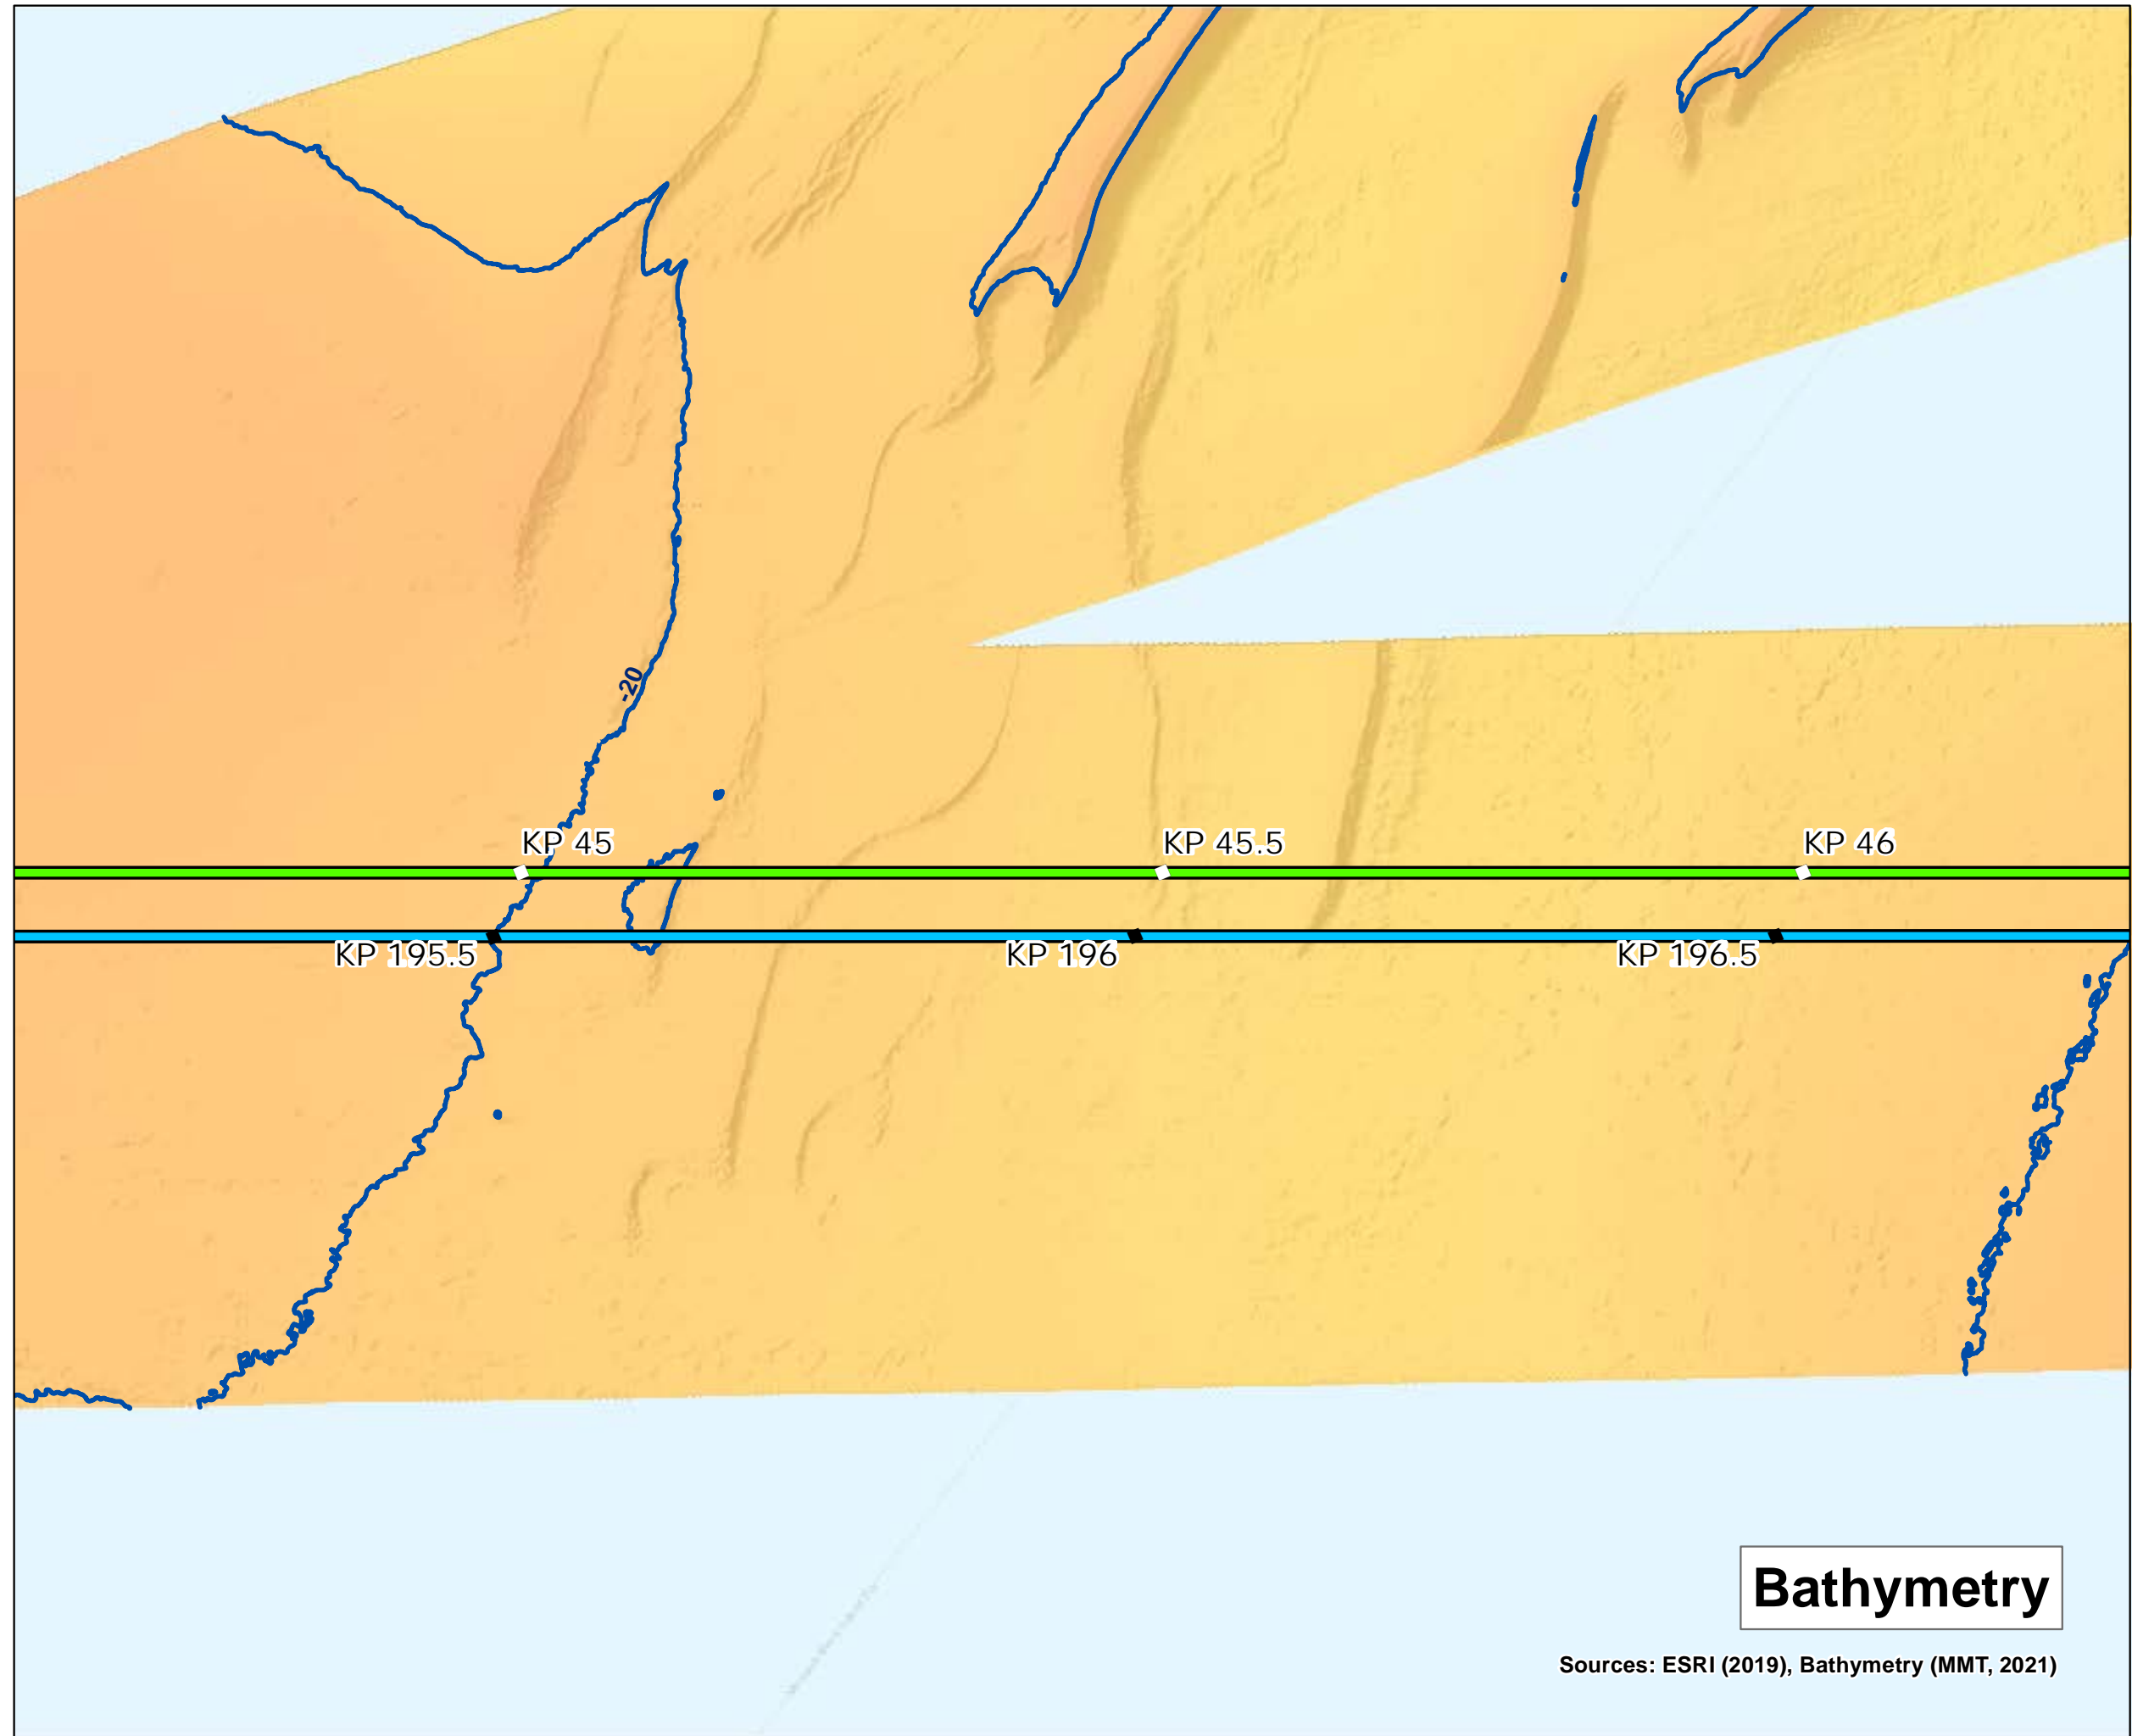 -20
KP 45
KP 45.5
KP 46
KP 195.5
KP 196
KP 196.5
Bathymetry
Sources: ESRI (2019), Bathymetry (MMT, 2021)